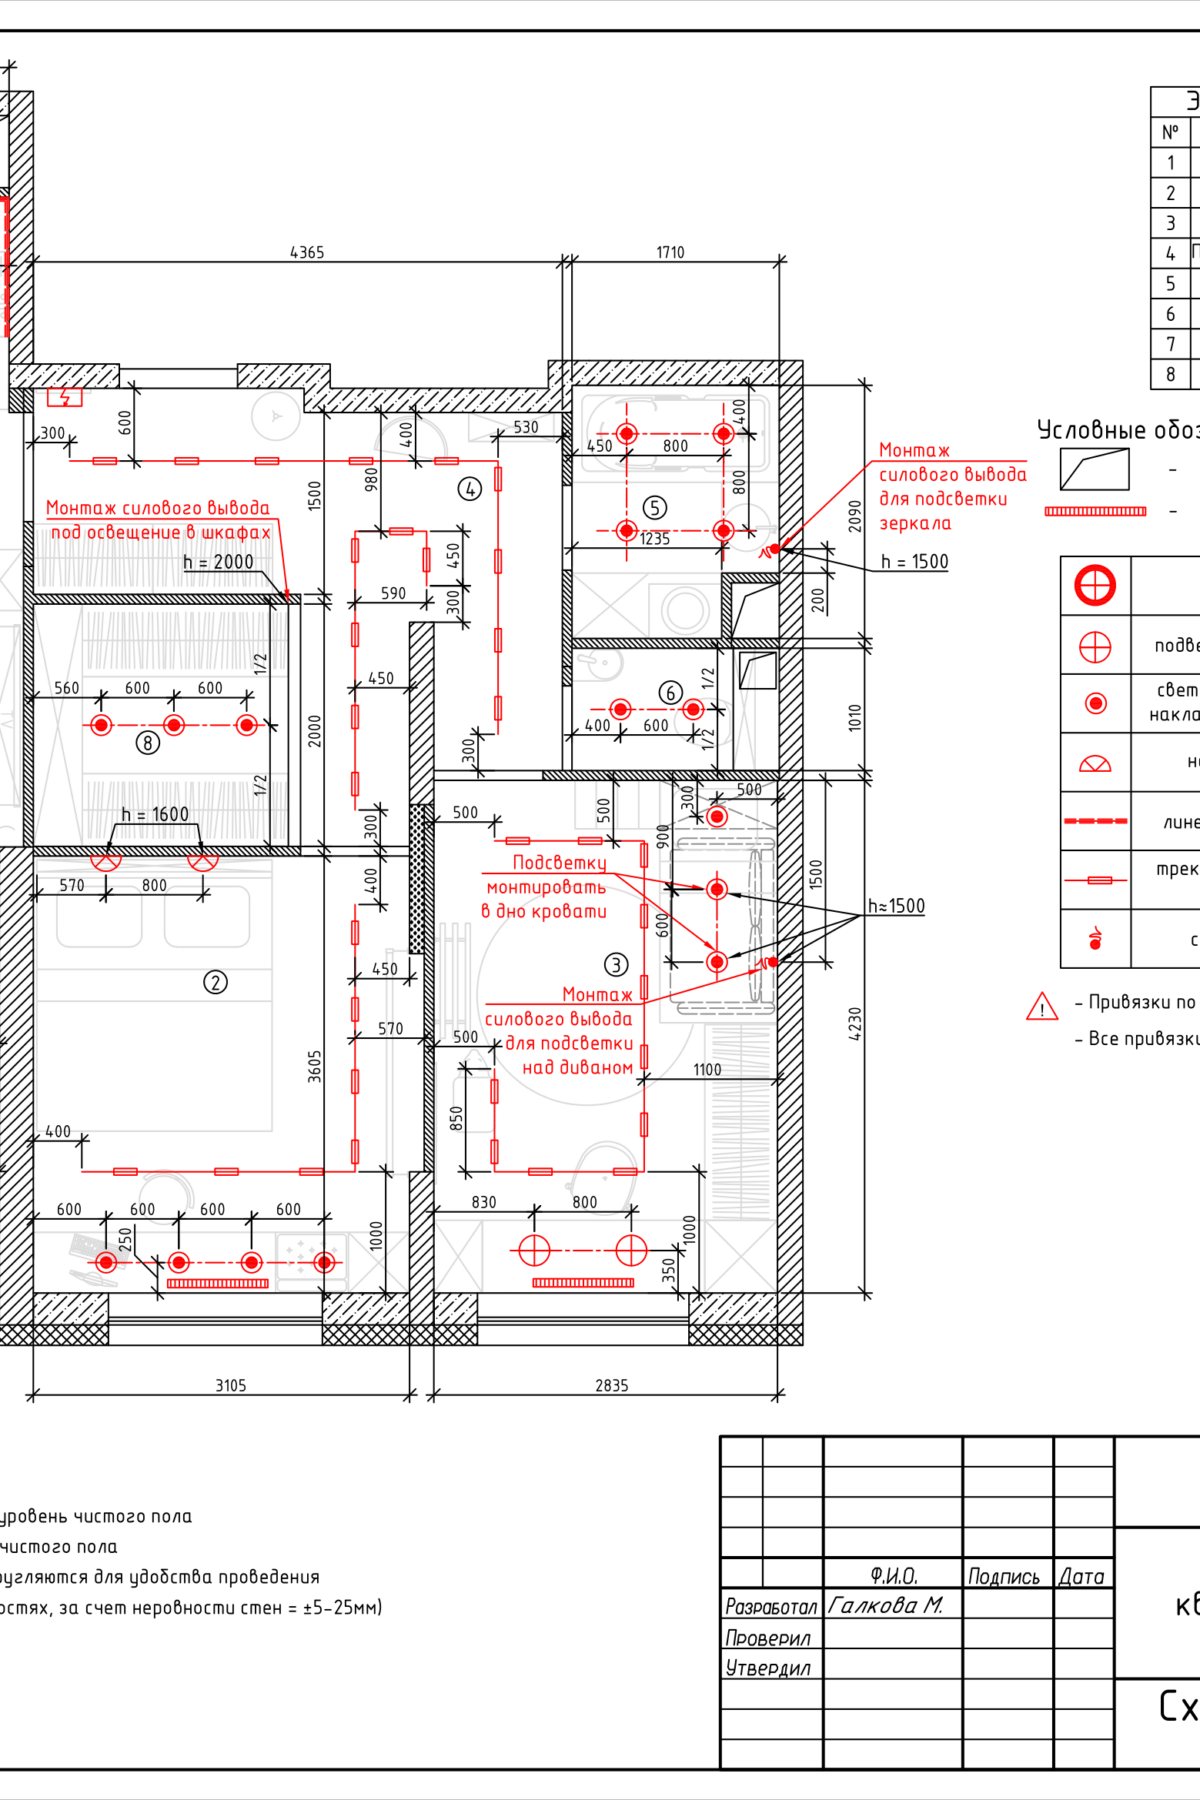 Э
№
1
2
3
4
5
6
7
8
4365
1710
600
300
400
530
980
1500
4
450
800
400
800
5
1235
2090
200
Монтаж
силового вывода
для подсветки
зеркала
h = 1500
Условные обоз
-
-
Монтаж силового вывода
под освещение в шкафах
h = 2000
590
450
300
450
560
600
600
1/2
1/2
2000
8
6
400
600
1/2
1/2
1010
300
подве
свет
накла
лине
трек
с
h = 1600
570
800
300
400
500
500
300
500
900
600
1500
Подсветку
монтировать
в дно кровати
h≈1500
2
3
450
570
3605
Монтаж
силового вывода
для подсветки
над диваном
500
1100
850
4230
!
- Привязки по
- Все привязки
400
600
600
600
600
250
1000
830
800
1000
350
3105
2835
уровень чистого пола
чистого пола
ругляются для удобства проведения
остях, за счет неровности стен = ±5-25мм)
Ф.И.О.
Подпись
Дата
Разработал
Галкова М.
Проверил
Утвердил
кв
Сх